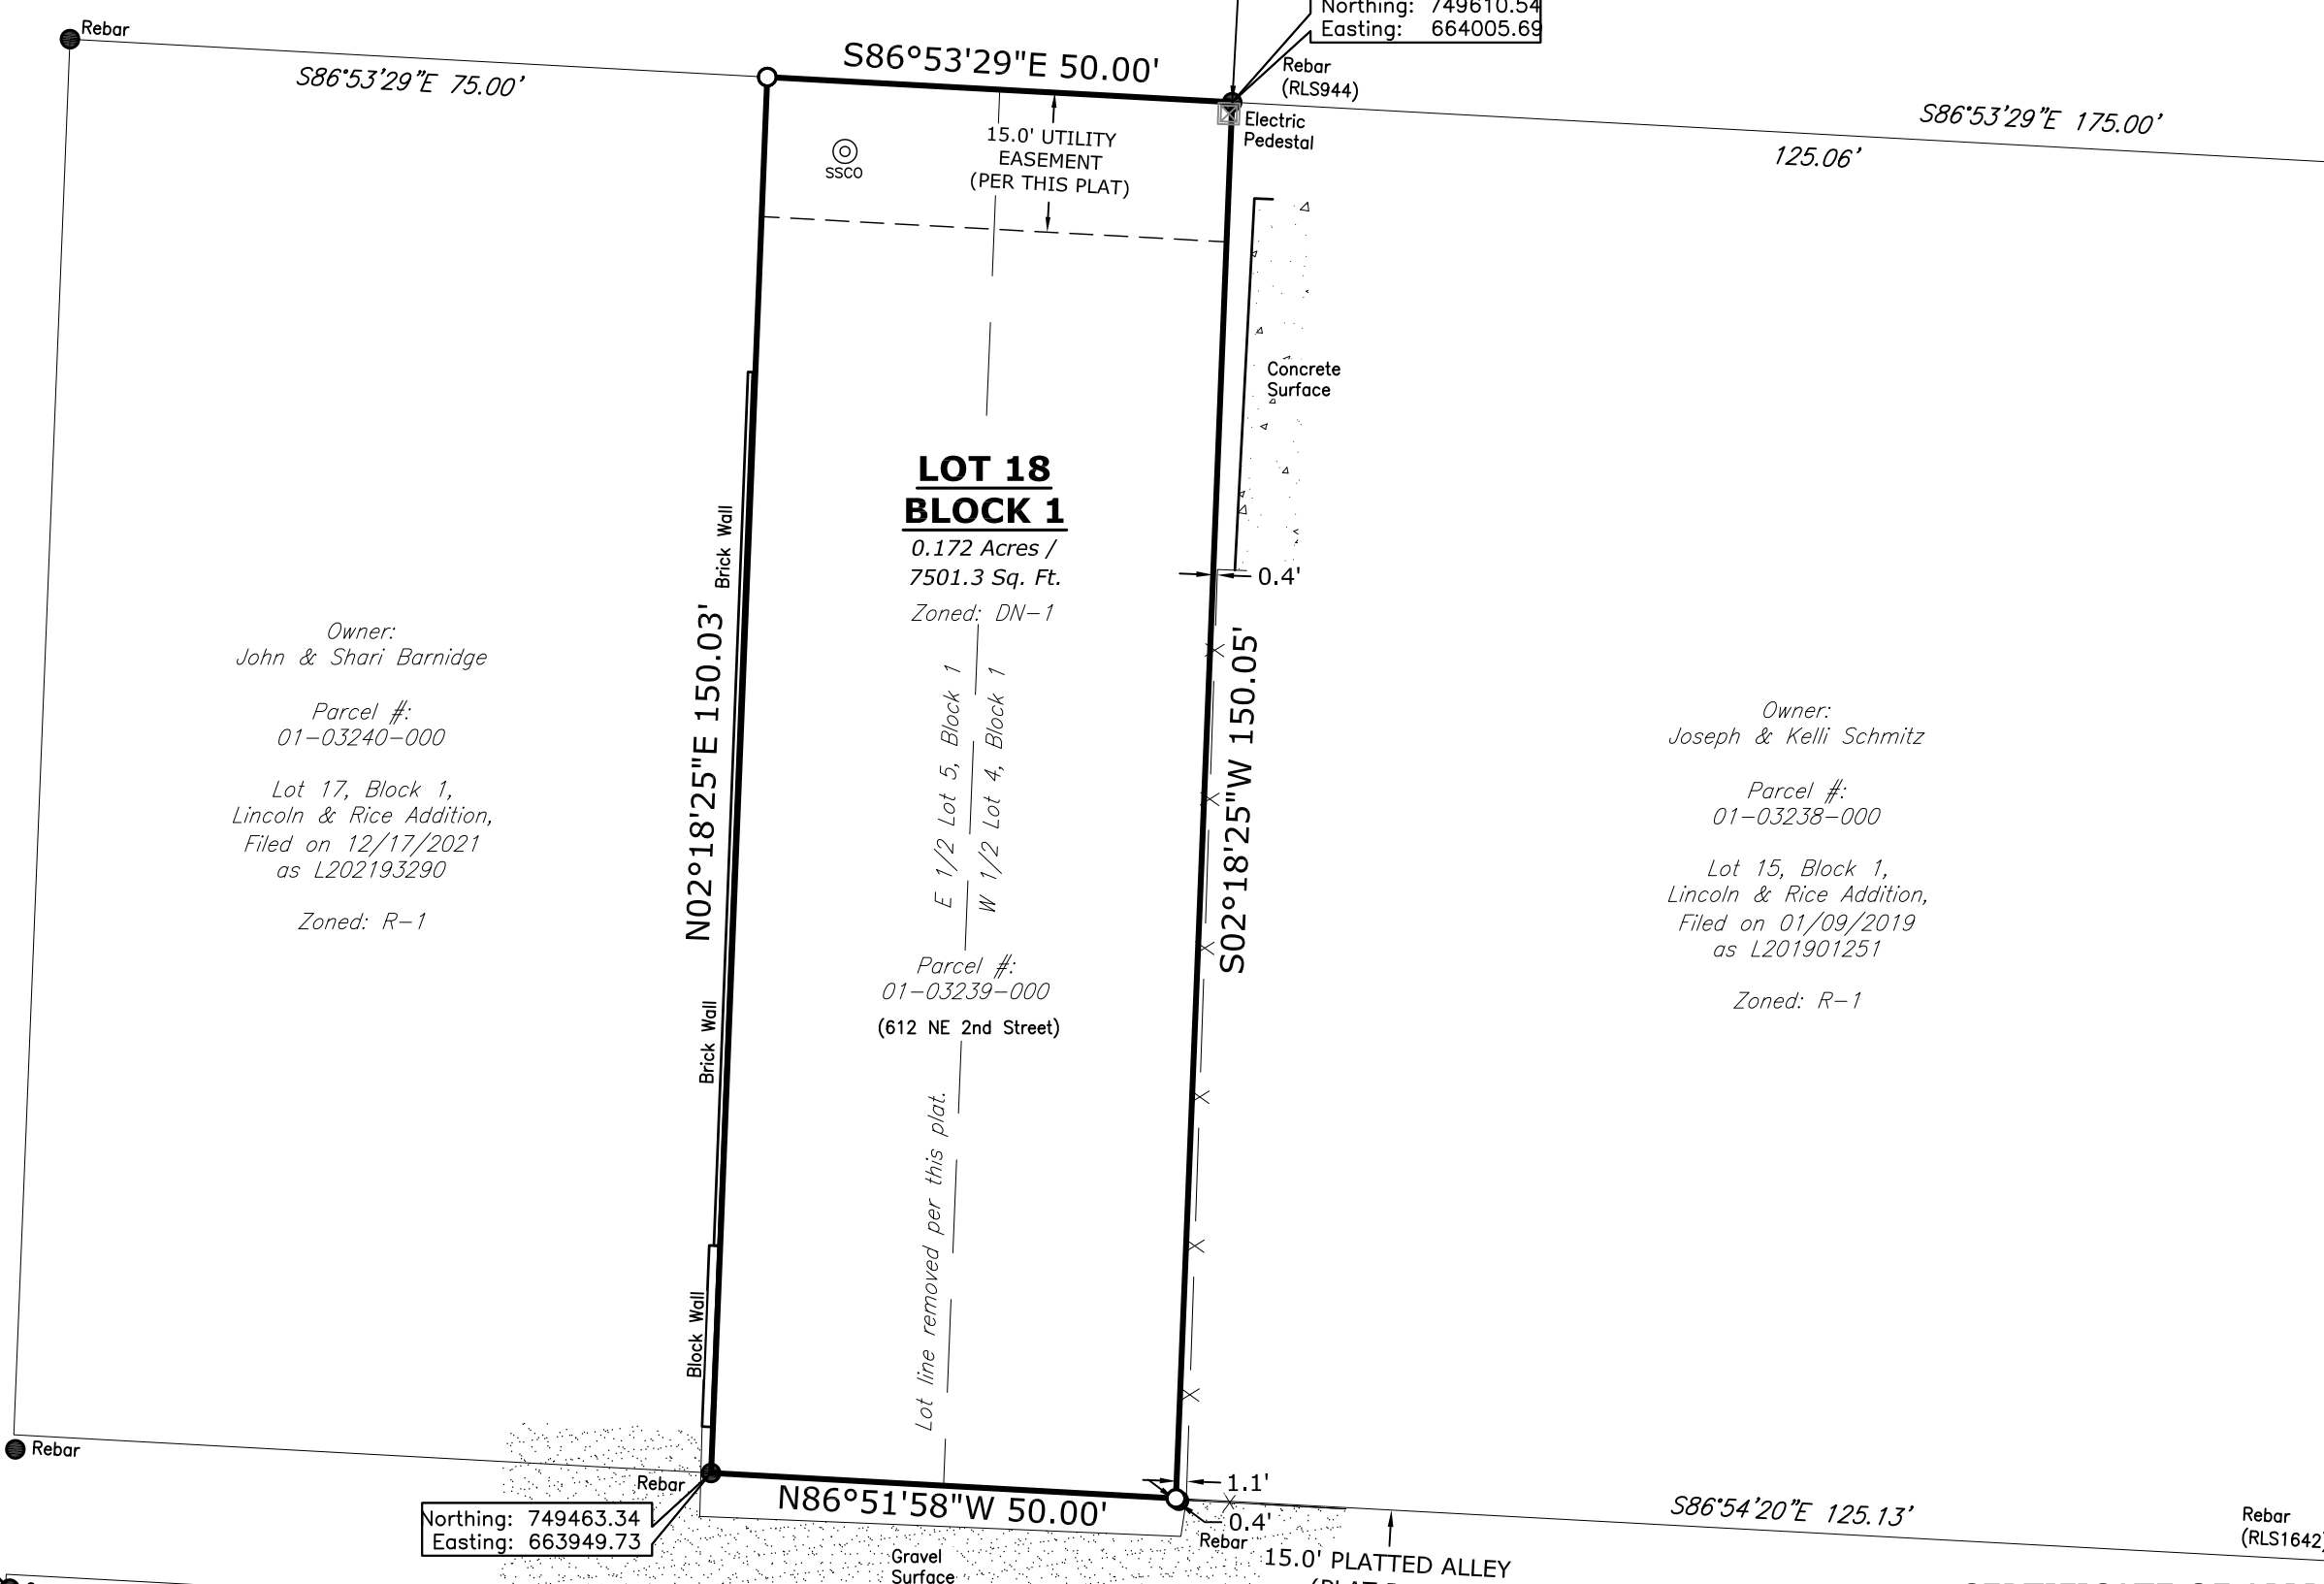 Rebar
S86°53'29"E 75.00'
S86°53'29"E 50.00'
Northing: 749610.54
Easting: 664005.69
Rebar
(RLS944)
Electric
Pedestal
S86°53'29"E 175.00'
125.06'
SSCO
15.0' UTILITY
EASEMENT
(PER THIS PLAT)
Concrete
Surface
LOT 18
BLOCK 1
0.172 Acres /
7501.3 Sq. Ft.
Zoned: DN-1
0.4'
Brick Wall
N02°18'25"E 150.03'
Brick Wall
Block Wall
Owner:
John & Shari Barnidge
Parcel #:
01-03240-000
Lot 17, Block 1,
Lincoln & Rice Addition,
Filed on 12/17/2021
as L202193290
Zoned: R-1
E 1/2 Lot 5, Block 1
W 1/2 Lot 4, Block 1
S02°18'25"W 150.05'
Parcel #:
01-03239-000
(612 NE 2nd Street)
Lot line removed per this plat.
Owner:
Joseph & Kelli Schmitz
Parcel #:
01-03238-000
Lot 15, Block 1,
Lincoln & Rice Addition,
Filed on 01/09/2019
as L201901251
Zoned: R-1
Rebar
Rebar
Northing: 749463.34
Easting: 663949.73
N86°51'58"W 50.00'
1.1'
0.4'
Rebar
S86°54'20"E 125.13'
Rebar
(RLS1642)
Gravel
Surface
15.0' PLATTED ALLEY